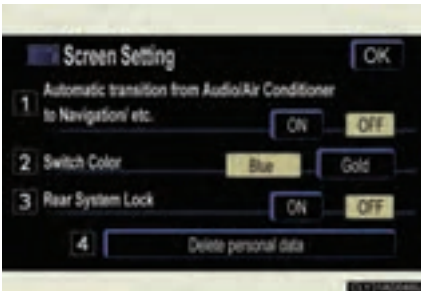 Screen Setting OK
1 Automatic transition from Audio/Air Conditioner
to Navigation/ etc.
ON OFF
2 Switch Color Blue Gold
3 Rear System Lock ON OFF
4 Delete personal data